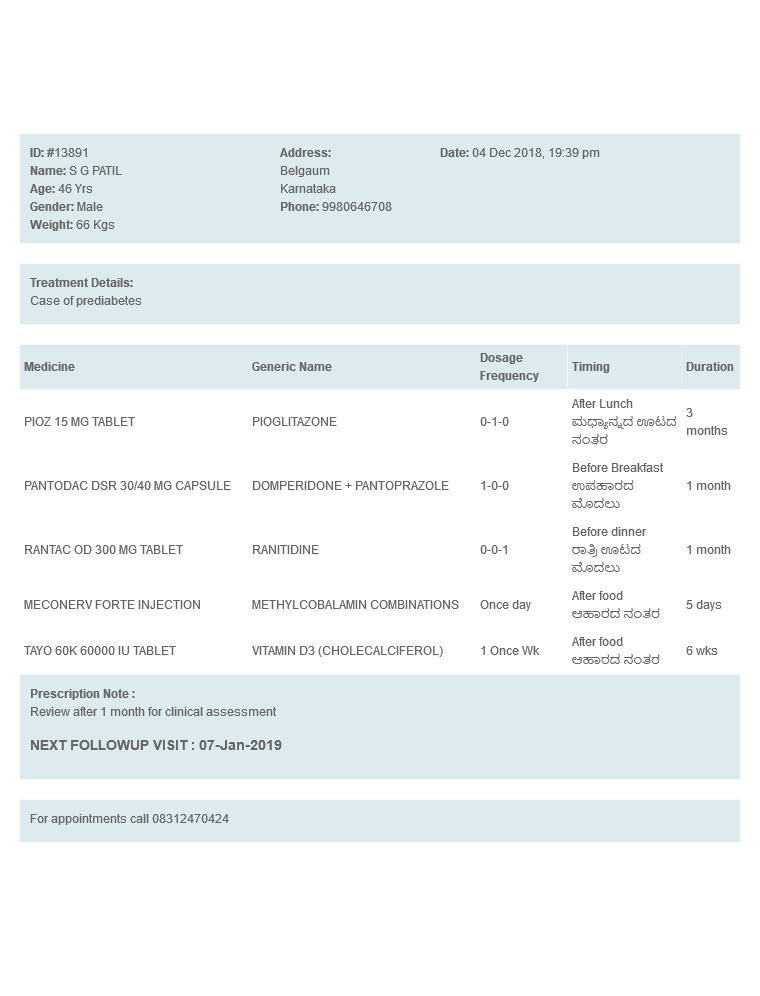 ID: #13891 Address: Date: 04 Dec 2018, 19:39 pm
Name: S G PATIL Belgaum
Age: 46 Yrs Karnataka
Gender: Male Phone: 9980646708
Weight: 66 Kgs
Treatment Details:
Case of prediabetes
Medicine Generic Name Dosage Frequency Timing Duration
PIOZ 15 MG TABLET PIOGLITAZONE 0-1-0 After Lunch 3 months
ಮಧ್ಯಾನ್ನದ ಊಟದ
ನಂತರ
PANTODAC DSR 30/40 MG CAPSULE DOMPERIDONE + PANTOPRAZOLE 1-0-0 Before Breakfast 1 month
ಉಪಹಾರದ
ಮೊದಲು
RANTAC OD 300 MG TABLET RANITIDINE 0-0-1 Before dinner 1 month
ರಾತ್ರಿ ಊಟದ
ಮೊದಲು
MECONERV FORTE INJECTION METHYLCOBALAMIN COMBINATIONS Once day After food 5 days
ಆಹಾರದ ನಂತರ
TAYO 60K 60000 IU TABLET VITAMIN D3 (CHOLECALCIFEROL) 1 Once Wk After food 6 wks
ಆಹಾರದ ನಂತರ
Prescription Note :
Review after 1 month for clinical assessment
NEXT FOLLOWUP VISIT : 07-Jan-2019
For appointments call 08312470424